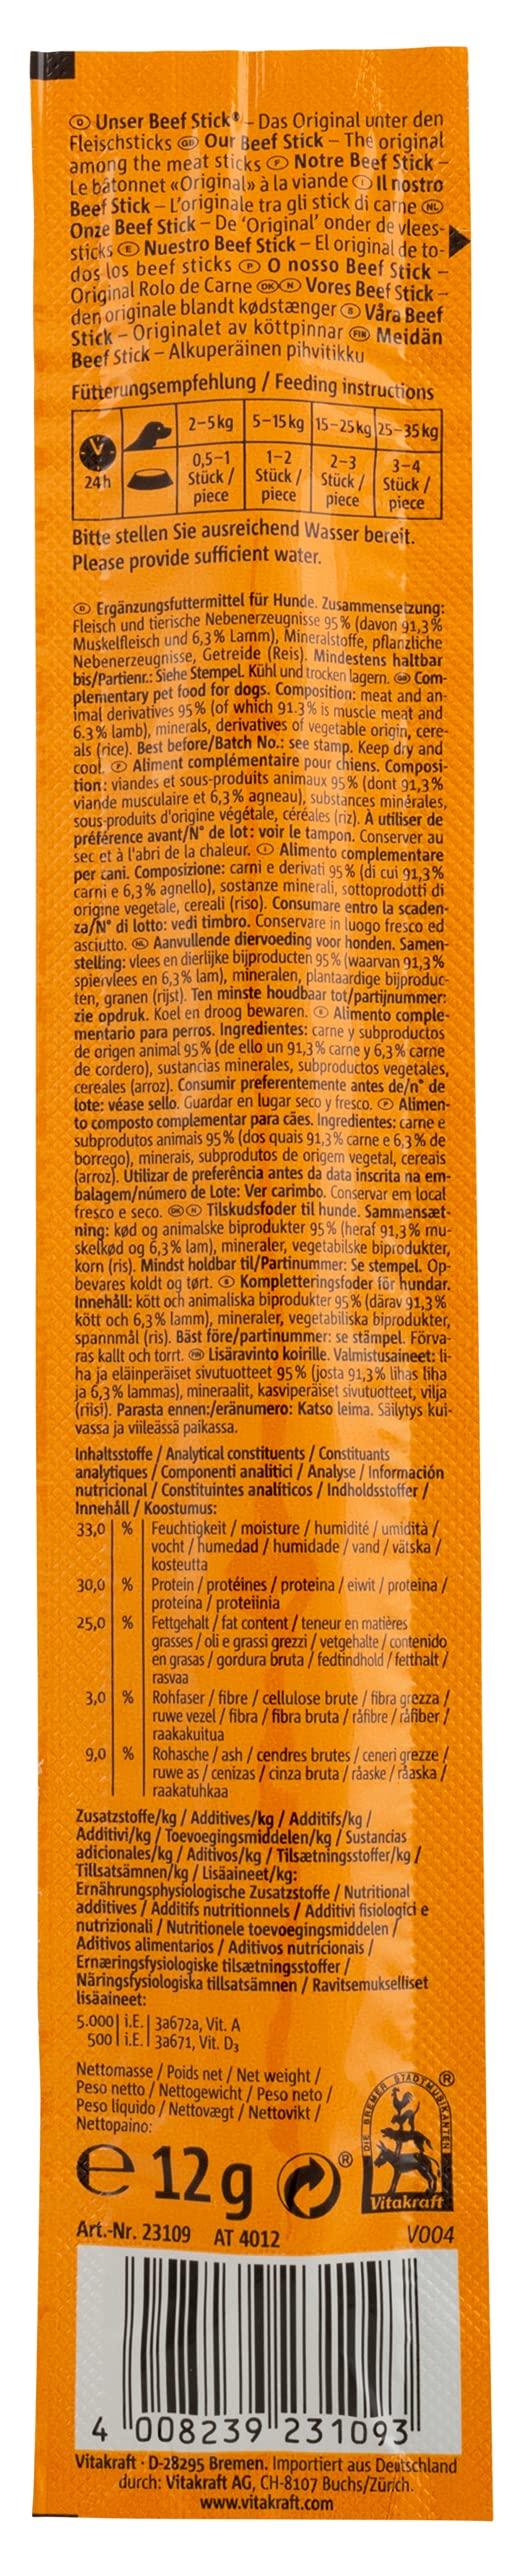 Ⓓ Unser Beef Stick® – Das Original unter den
Fleischsticks ⒼⒷ Our Beef Stick – The original
among the meat sticks Ⓕ Notre Beef Stick –
Le bâtonnet «Original» à la viande Ⓘ Il nostro
Beef Stick – L'originale tra gli stick di carne ⓃⓁ
Onze Beef Stick – De 'Original' onder de vlees-
sticks Ⓔ Nuestro Beef Stick – El original de to-
dos los beef sticks Ⓟ O nosso Beef Stick –
Original Rolo de Carne ⒹⓀ Ⓝ Vores Beef Stick –
den originale blandt kødstænger Ⓢ Våra Beef
Stick – Originalet av köttpinnar ⒻⒾⓃ Meidän
Beef Stick – Alkuperäinen pihvitikku
Fütterungsempfehlung / Feeding instructions
2–5 kg 5–15 kg 15–25 kg 25–35 kg
24h
0,5–1 Stück / piece
1–2 Stück / piece
2–3 Stück / piece
3–4 Stück / piece
Bitte stellen Sie ausreichend Wasser bereit.
Please provide sufficient water.
Ⓓ Ergänzungsfuttermittel für Hunde. Zusammensetzung:
Fleisch und tierische Nebenerzeugnisse 95 % (davon 91,3 %
Muskelfleisch und 6,3 % Lamm), Mineralstoffe, pflanzliche
Nebenerzeugnisse, Getreide (Reis). Mindestens haltbar
bis/Partienr.: Siehe Stempel. Kühl und trocken lagern. ⒼⒷ Com-
plementary pet food for dogs. Composition: meat and an-
imal derivatives 95 % (of which 91.3 % is muscle meat and
6.3 % lamb), minerals, derivatives of vegetable origin, cere-
als (rice). Best before/Batch No.: see stamp. Keep dry and
cool. Ⓕ Aliment complémentaire pour chiens. Composi-
tion: viandes et sous-produits animaux 95 % (dont 91,3 %
viande musculaire et 6,3 % agneau), substances minérales,
sous-produits d'origine végétale, céréales (riz). À utiliser de
préférence avant/N° de lot: voir le tampon. Conserver au
sec et à l'abri de la chaleur. Ⓘ Alimento complementare
per cani. Composizione: carni e derivati 95 % (di cui 91,3 %
carni e 6,3 % agnello), sostanze minerali, sottoprodotti di
origine vegetale, cereali (riso). Consumare entro la scaden-
za/N° di lotto: vedi timbro. Conservare in luogo fresco ed
asciutto. ⓃⓁ Aanvullende diervoeding voor honden. Samen-
stelling: vlees en dierlijke bijproducten 95 % (waarvan 91,3 %
spiervlees en 6,3 % lam), mineralen, plantaardige bijproduc-
ten, granen (rijst). Ten minste houdbaar tot/partijnummer:
zie opdruk. Koel en droog bewaren. Ⓔ Alimento comple-
mentario para perros. Ingredientes: carne y subproductos
de origen animal 95 % (de ello un 91,3 % carne y 6,3 % carne
de cordero), sustancias minerales, subproductos vegetales,
cereales (arroz). Consumir preferentemente antes de/n° de
lote: véase sello. Guardar en lugar seco y fresco. Ⓟ Alimen-
to composto complementar para cães. Ingredientes: carne e
subprodutos animais 95 % (dos quais 91,3 % carne e 6,3 % de
borrego), minerais, subprodutos de origem vegetal, cereais
(arroz). Utilizar de preferência antes da data inscrita na em-
balagem/número de Lote: Ver carimbo. Conservar em local
fresco e seco. ⒹⓀ Ⓝ Tilskudsfoder til hunde. Sammensæt-
ning: kød og animalske biprodukter 95 % (heraf 91,3 % mu-
skelkød og 6,3 % lam), mineraler, vegetabilske biprodukter,
korn (ris). Mindst holdbar til/Partinummer: Se stempel. Op-
bevares koldt og tørt. Ⓢ Kompletteringsfoder för hundar.
Innehåll: kött och animaliska biprodukter 95 % (därav 91,3 %
kött och 6,3 % lamm), mineraler, vegetabiliska biprodukter,
spannmål (ris). Bäst före/partinummer: se stämpel. Förva-
ras kallt och torrt. ⒻⒾⓃ Lisäravinto koirille. Valmistusaineet: li-
ha ja eläinperäiset sivutuotteet 95 % (josta 91,3 % lihas liha
ja 6,3 % lammas), mineraalit, kasviperäiset sivutuotteet, vilja
(riisi). Parasta ennen:/eränumero: Katso leima. Säilytys kui-
vassa ja viileässä paikassa.
Inhaltsstoffe / Analytical constituents / Constituants
analytiques / Componenti analitici / Analyse / Información
nutricional / Constituintes analíticos / Indholdsstoffer /
Innehåll / Koostumus:
33,0 % Feuchtigkeit / moisture / humidité / umidità /
vocht / humedad / humidade / vand / vätska /
kosteutta
30,0 % Protein / protéines / proteina / eiwit / proteina /
proteína / proteiinia
25,0 % Fettgehalt / fat content / teneur en matières
grasses / oli e grassi grezzi / vetgehalte / contenido
en grasas / gordura bruta / fedtindhold / fetthalt /
rasvaa
3,0 % Rohfaser / fibre / cellulose brute / fibra grezza /
ruwe vezel / fibra / fibra bruta / råfibre / råfiber /
raakakuitua
9,0 % Rohasche / ash / cendres brutes / ceneri grezze /
ruwe as / cenizas / cinza bruta / råaske / råaska /
raakatuhkaa
Zusatzstoffe/kg / Additives/kg / Additifs/kg /
Additivi/kg / Toevoegingsmiddelen/kg / Sustancias
adicionales/kg / Aditivos/kg / Tilsætningsstoffer/kg /
Tillsatsämnen/kg / Lisäaineet/kg:
Ernährungsphysiologische Zusatzstoffe / Nutritional
additives / Additifs nutritionnels / Additivi fisiologici e
nutrizionali / Nutritionele toevoegingsmiddelen /
Aditivos alimentarios / Aditivos nutricionais /
Ernæringsfysiologiske tilsætningsstoffer /
Näringsfysiologiska tillsatsämnen / Ravitsemukselliset
lisäaineet:
5.000 i.E. 3a672a, Vit. A
500 i.E. 3a671, Vit. D₃
Nettomasse / Poids net / Net weight /
Peso netto / Nettogewicht / Peso neto /
Peso líquido / Nettovægt / Nettovikt /
Nettopaino:
DIE BREMER STADTMUSIKANTEN ®
Vitakraft
℮ 12 g ®
Art.-Nr. 23109 AT 4012 V004
4 008239 231093
Vitakraft · D-28295 Bremen. Importiert aus Deutschland
durch: Vitakraft AG, CH-8107 Buchs/Zürich.
www.vitakraft.com